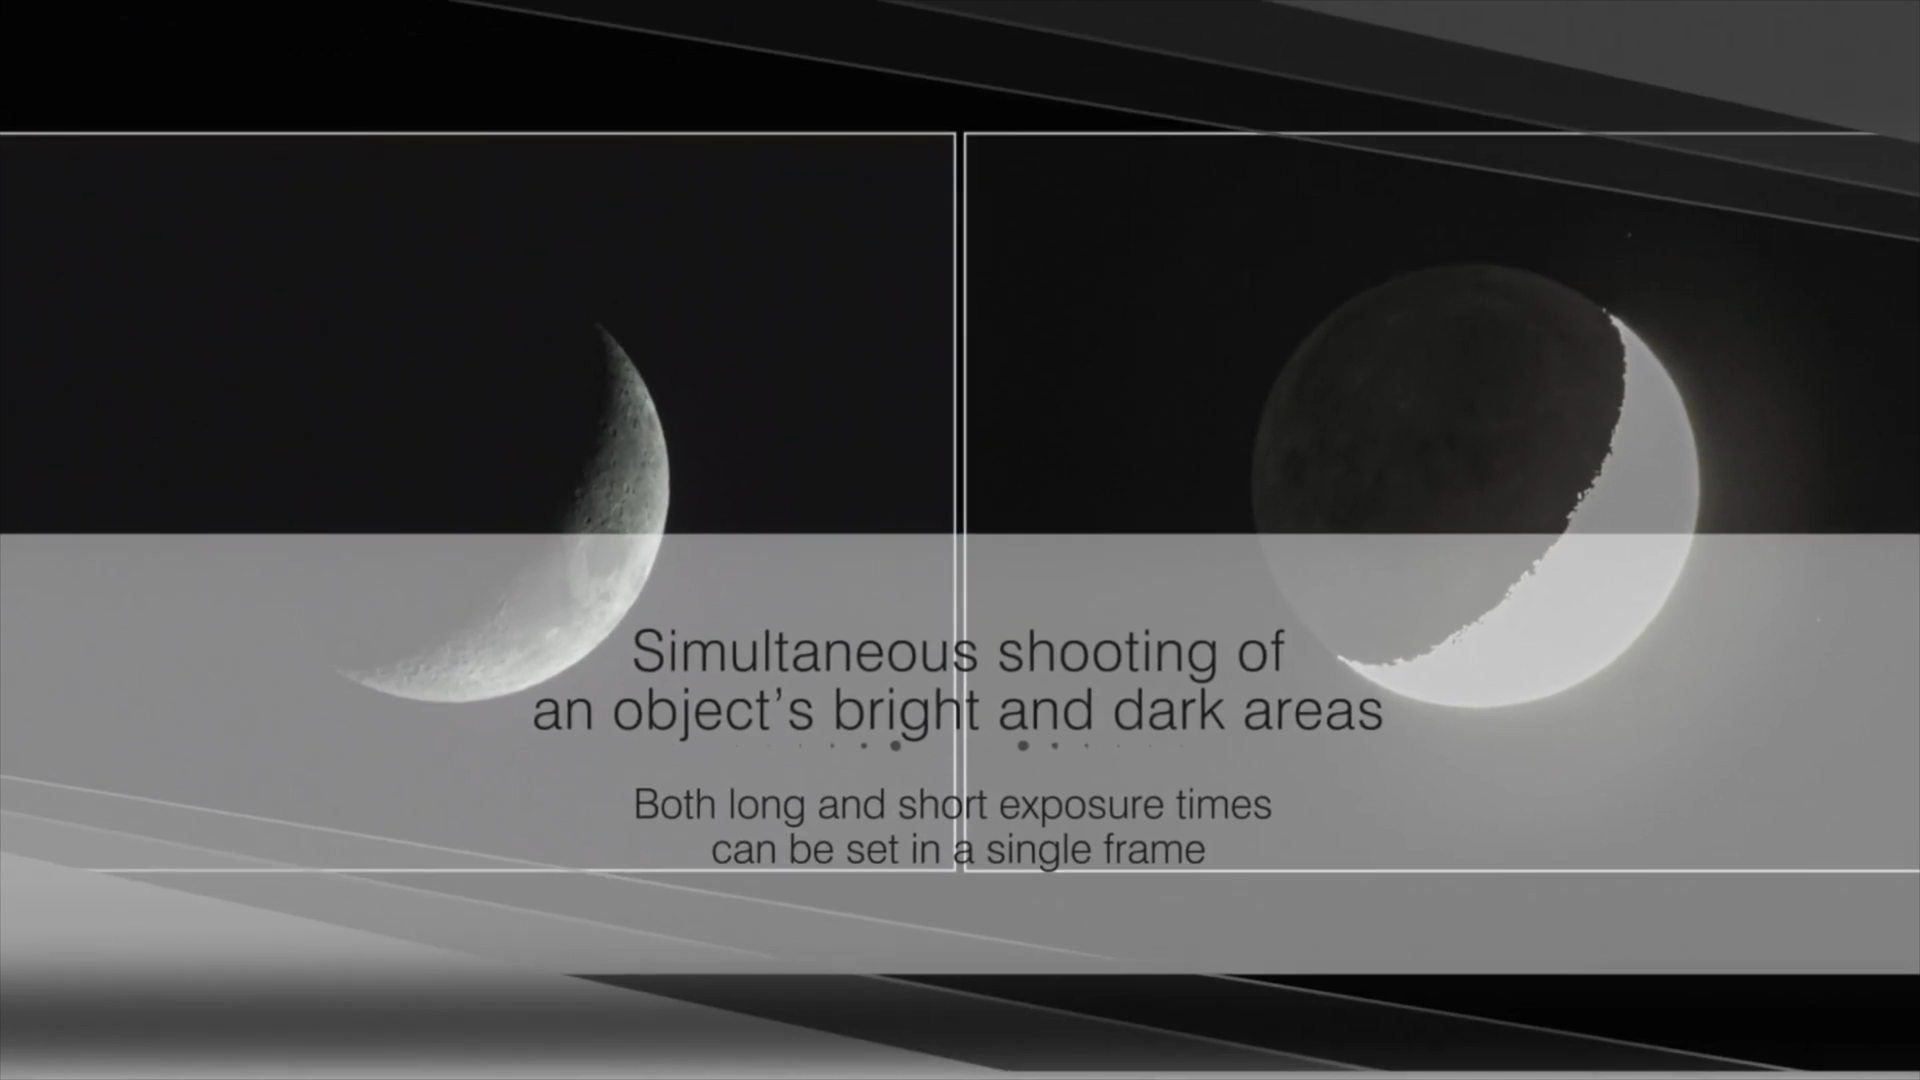 Simultaneous shooting of
an object’s bright and dark areas
Both long and short exposure times
can be set in a single frame